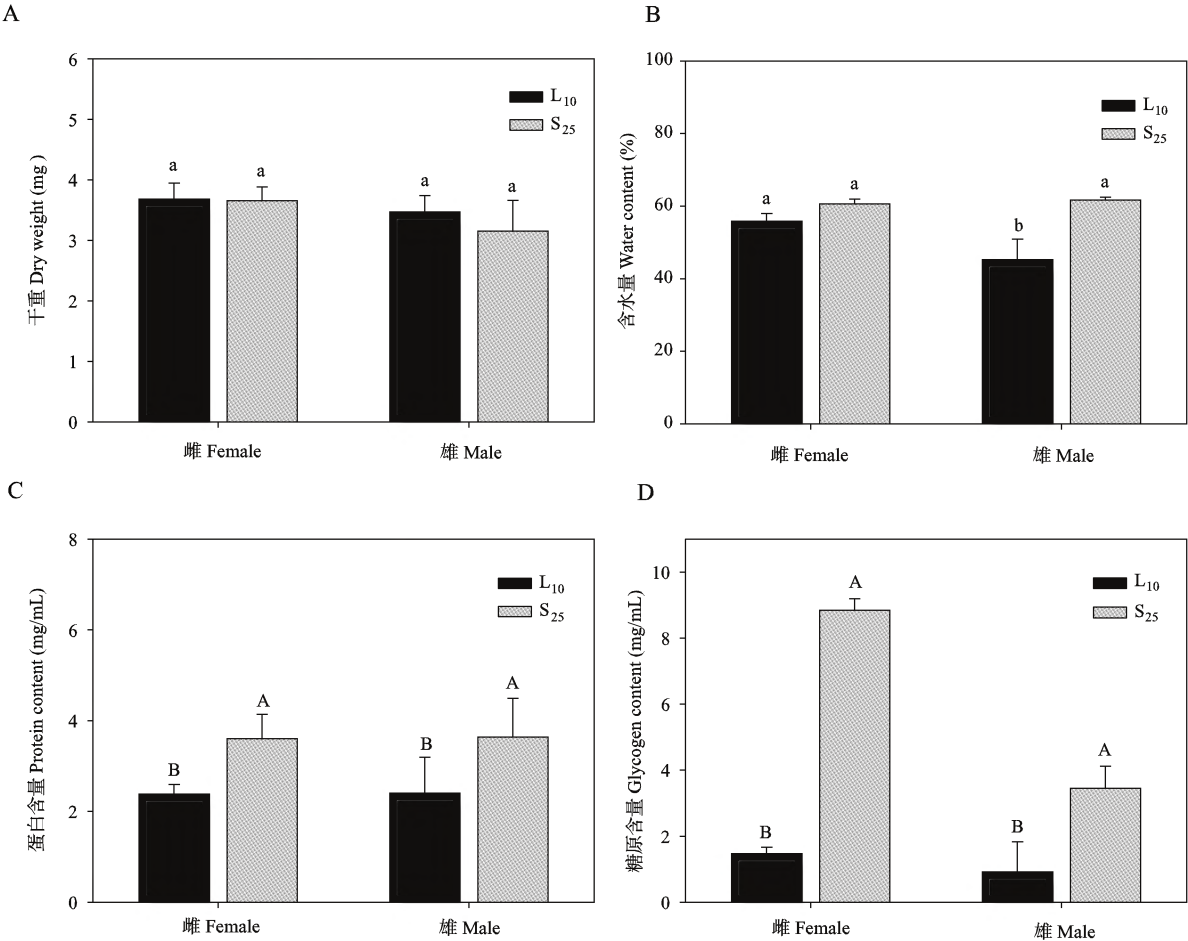 A
6
5
4
3
2
1
0
干重 Dry weight (mg )
L10
S25
a
a
a
a
雌 Female
雄 Male
B
100
80
60
40
20
0
含水量 Water content (%)
L10
S25
a
a
b
a
雌 Female
雄 Male
C
8
6
4
2
0
蛋白含量 Protein content (mg/mL)
L10
S25
B
A
B
A
雌 Female
雄 Male
D
10
8
6
4
2
0
糖原含量 Glycogen content (mg/mL)
L10
S25
B
A
B
A
雌 Female
雄 Male